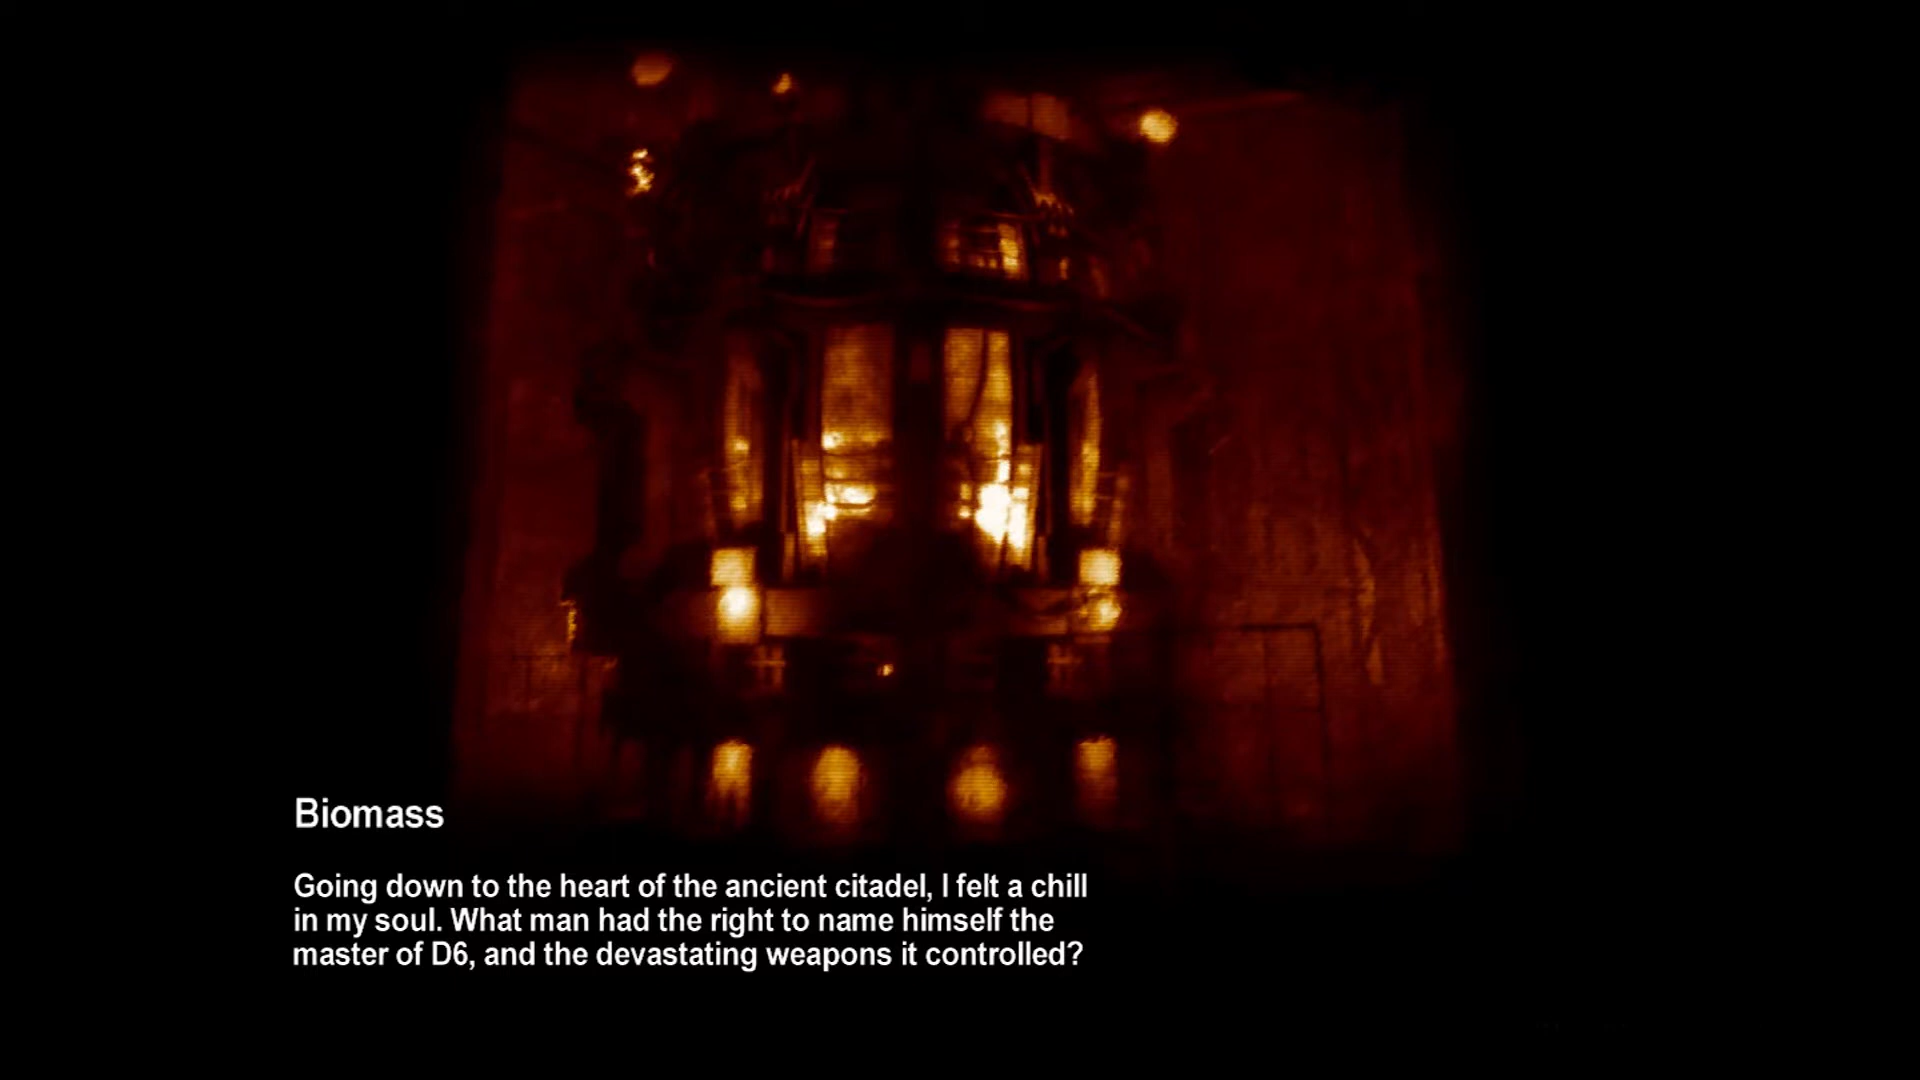 Biomass
Going down to the heart of the ancient citadel, I felt a chill
in my soul. What man had the right to name himself the
master of D6, and the devastating weapons it controlled?